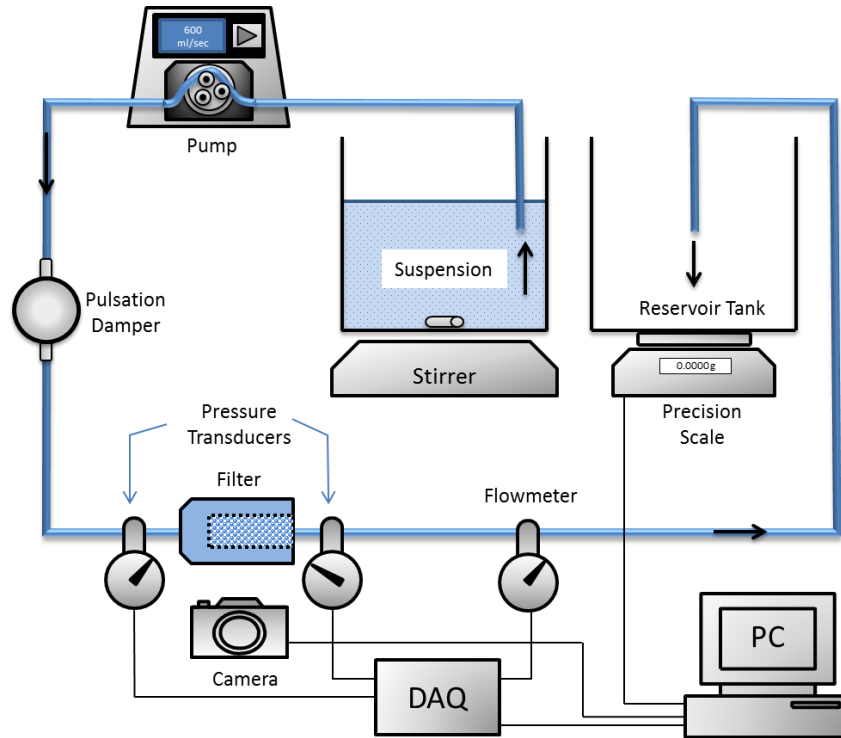 600
ml/sec
Pump
Suspension
Reservoir Tank
Pulsation
Damper
0.0000g
Stirrer
Precision
Scale
Pressure
Transducers
Filter
Flowmeter
PC
Camera
DAQ